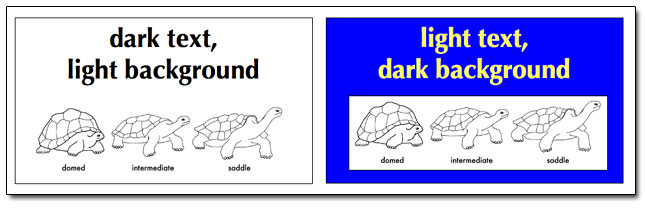 dark text,
light background
domed intermediate saddle
light text,
dark background
domed intermediate saddle